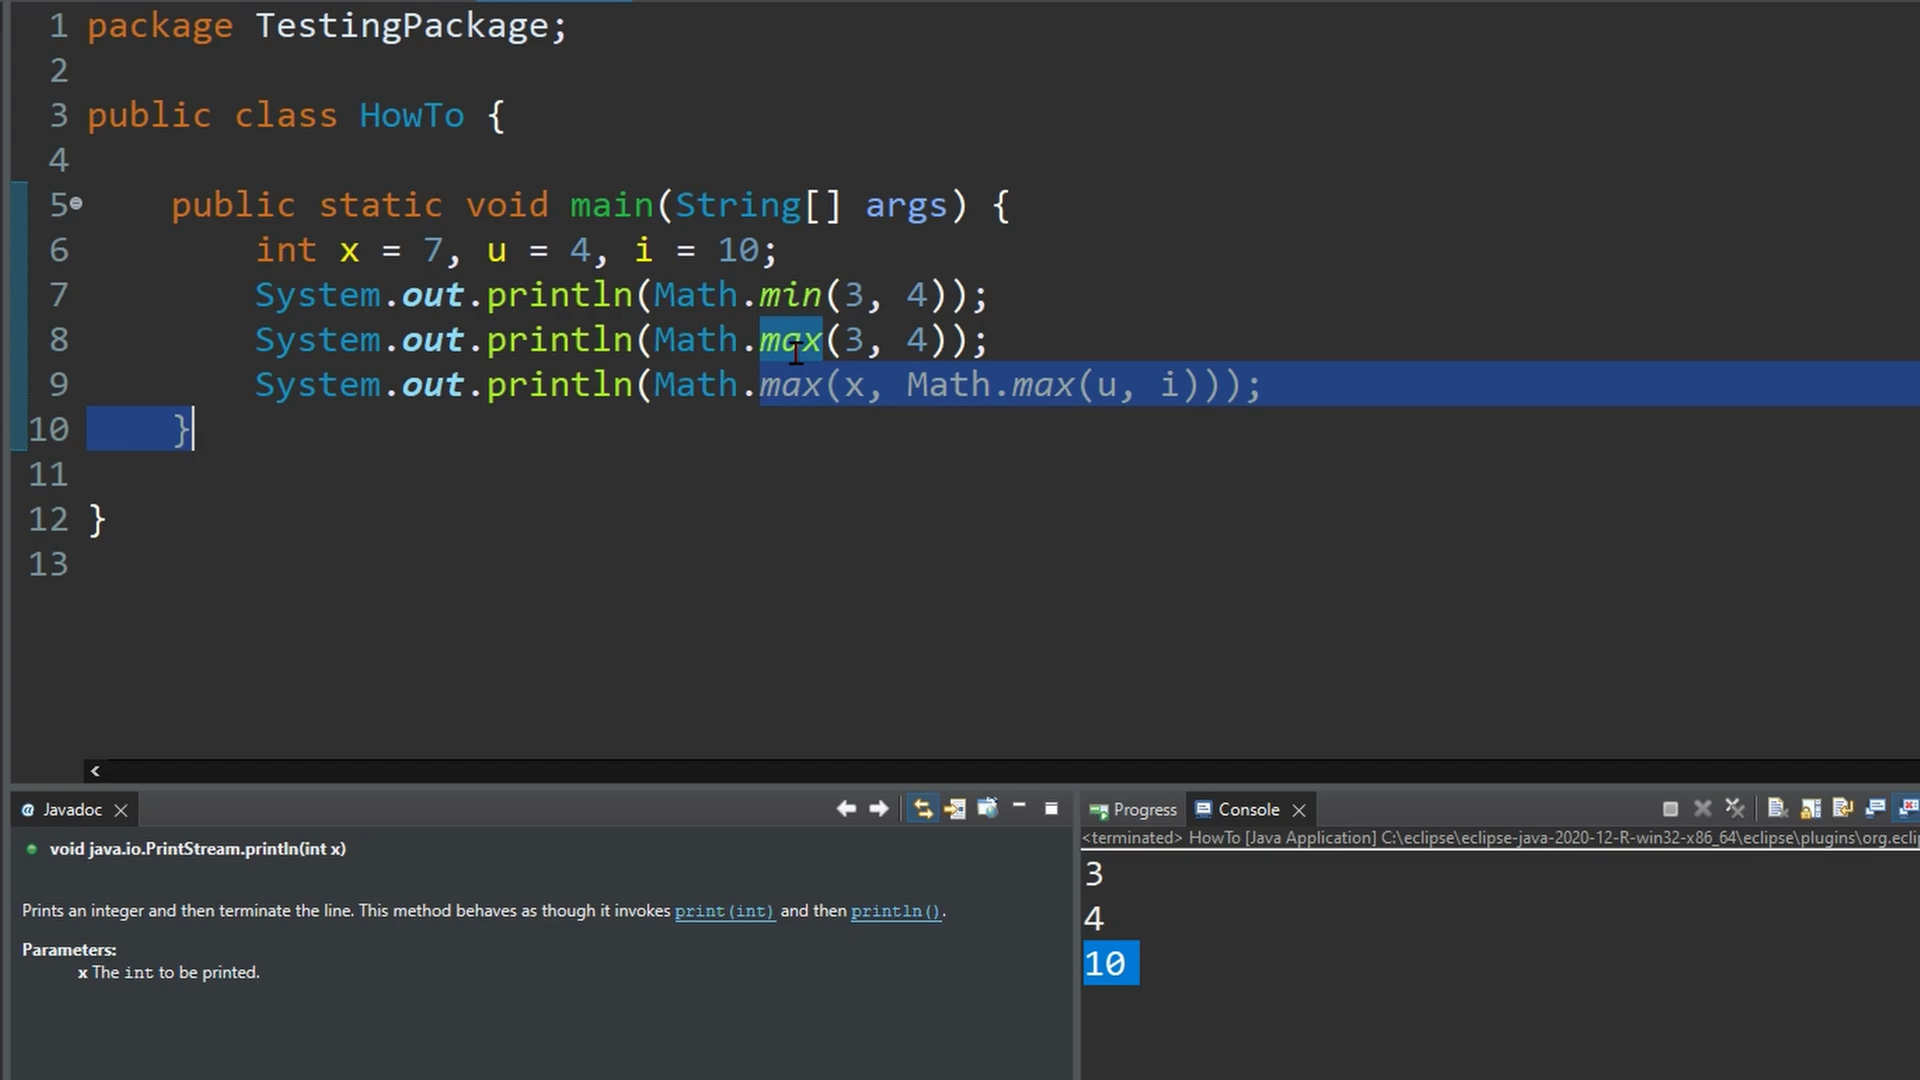 1 package TestingPackage;
2
3 public class HowTo {
4
5 public static void main(String[] args) {
6 int x = 7, u = 4, i = 10;
7 System.out.println(Math.min(3, 4));
8 System.out.println(Math.max(3, 4));
9 System.out.println(Math.max(x, Math.max(u, i)));
10 }
11
12 }
13
@ Javadoc
void java.io.PrintStream.println(int x)
Prints an integer and then terminate the line. This method behaves as though it invokes print(int) and then println().
Parameters:
x The int to be printed.
Progress Console
<terminated> HowTo [Java Application] C:\eclipse\eclipse-java-2020-12-R-win32-x86_64\eclipse\plugins\org.eclip
3
4
10